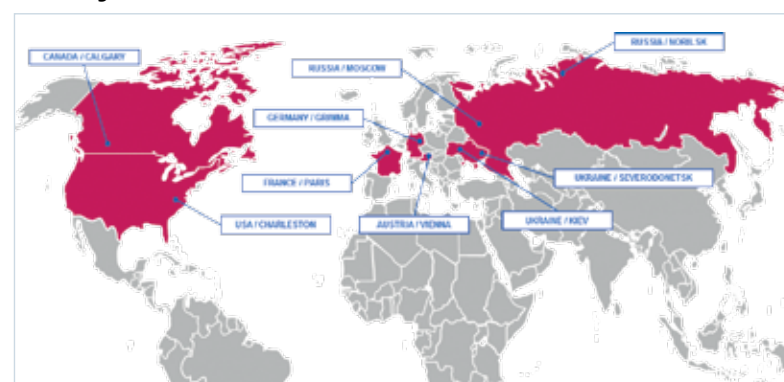 RUSSIA / NORILSK
CANADA / CALGARY
RUSSIA / MOSCOW
GERMANY / GRIMMA
UKRAINE / SEVERODONETSK
FRANCE / PARIS
USA / CHARLESTON
AUSTRIA / VIENNA
UKRAINE / KIEV